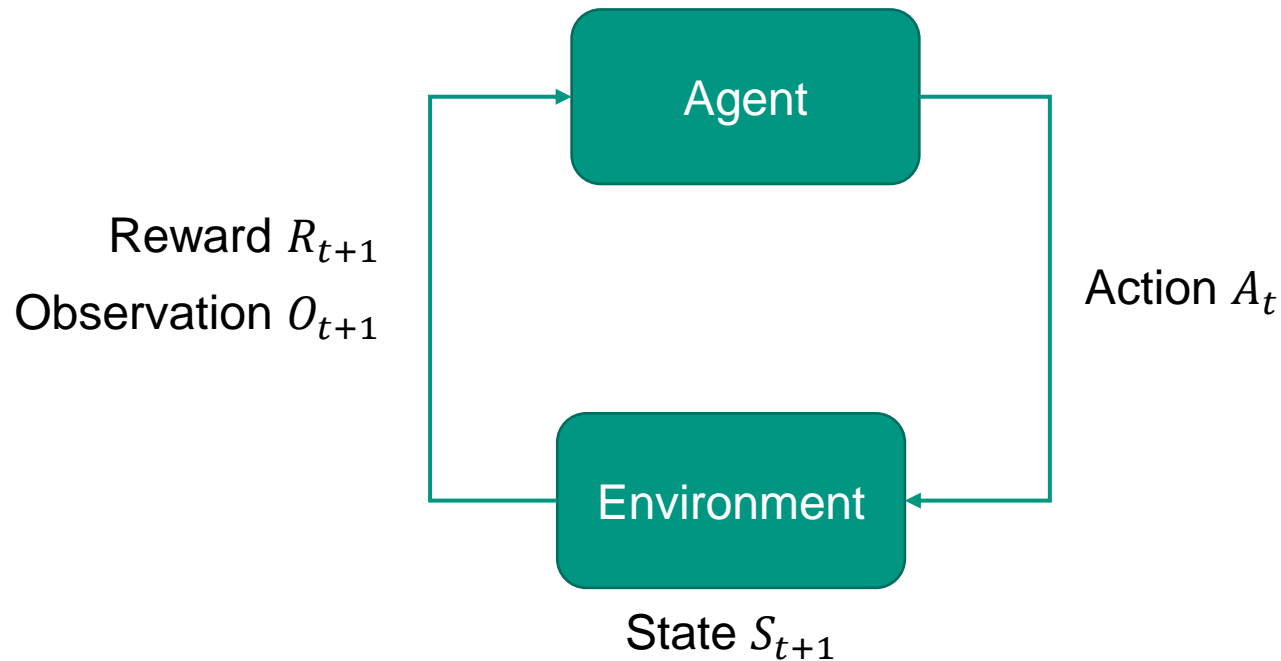 Agent
Reward R_{t+1}
Observation O_{t+1}
Action A_t
Environment
State S_{t+1}